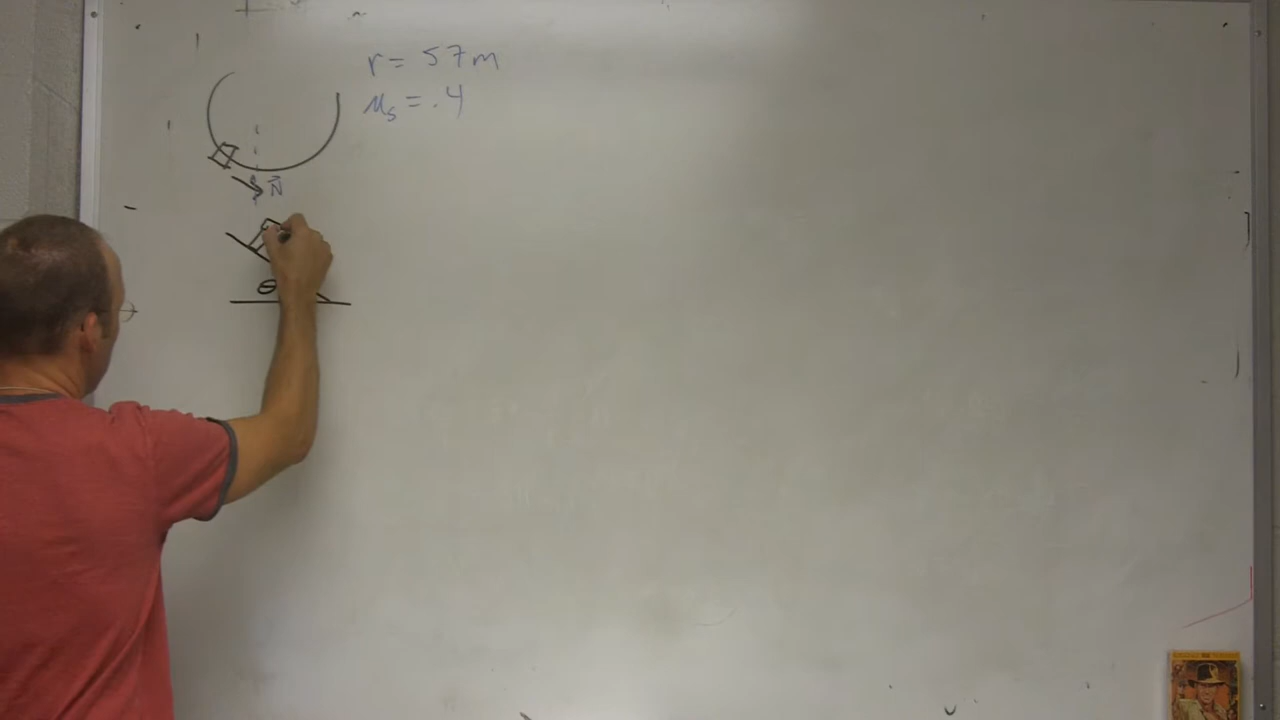 r = 57m
μs = .4
N
θ